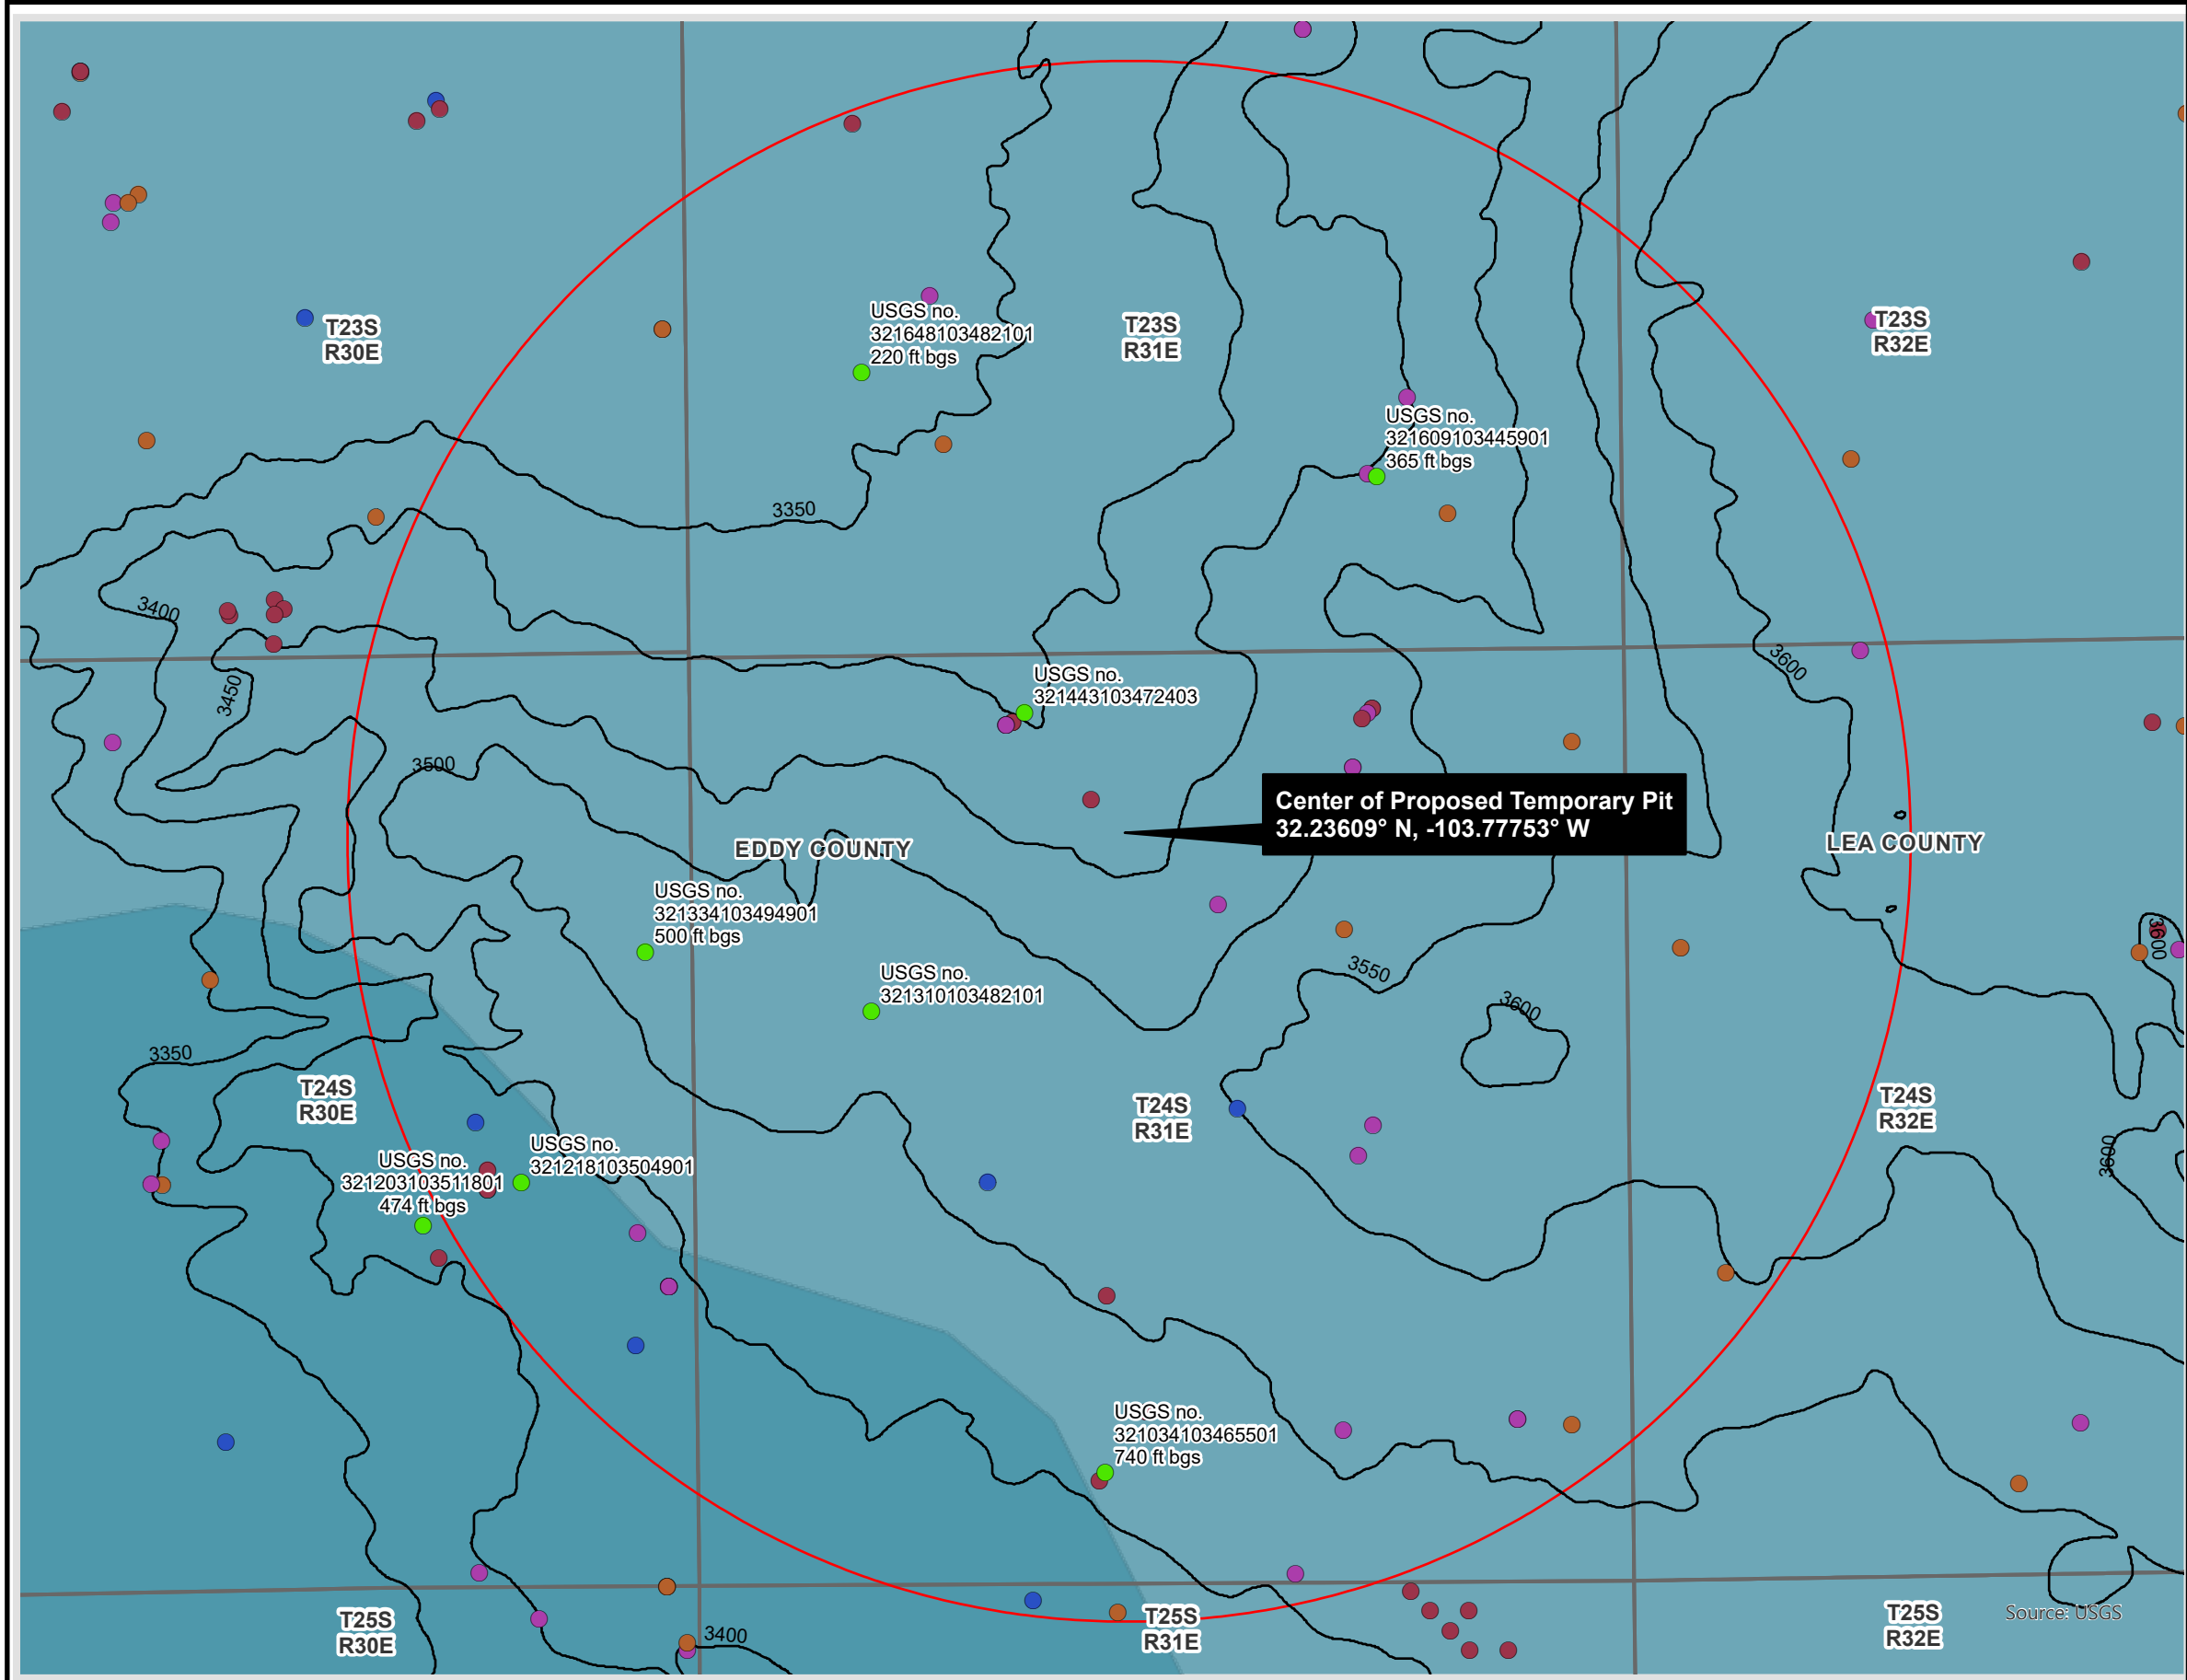 USGS no.
321648103482101
220 ft bgs
T23S
R30E
T23S
R31E
T23S
R32E
USGS no.
321609103445901
365 ft bgs
3350
3400
3450
3500
3600
USGS no.
321443103472403
Center of Proposed Temporary Pit
32.23609° N, -103.77753° W
EDDY COUNTY
LEA COUNTY
USGS no.
321334103494901
500 ft bgs
USGS no.
321310103482101
3550
3600
3600
3350
T24S
R30E
T24S
R31E
T24S
R32E
3600
USGS no.
321218103504901
USGS no.
321203103511801
474 ft bgs
USGS no.
321034103465501
740 ft bgs
T25S
R30E
3400
T25S
R31E
T25S
R32E
Source: USGS